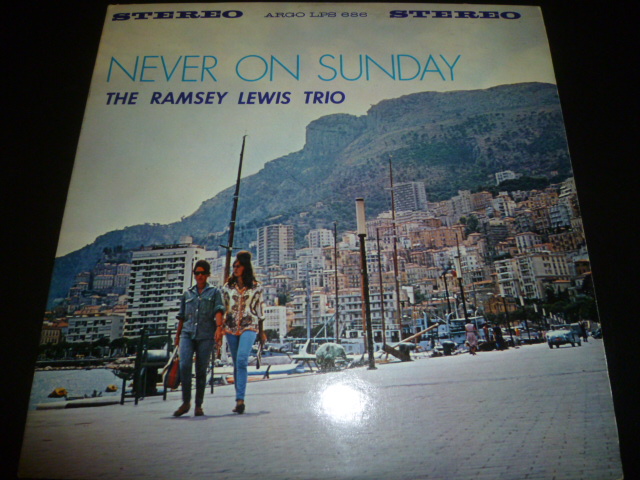 STEREO ARGO LPS 686 STEREO
NEVER ON SUNDAY
THE RAMSEY LEWIS TRIO